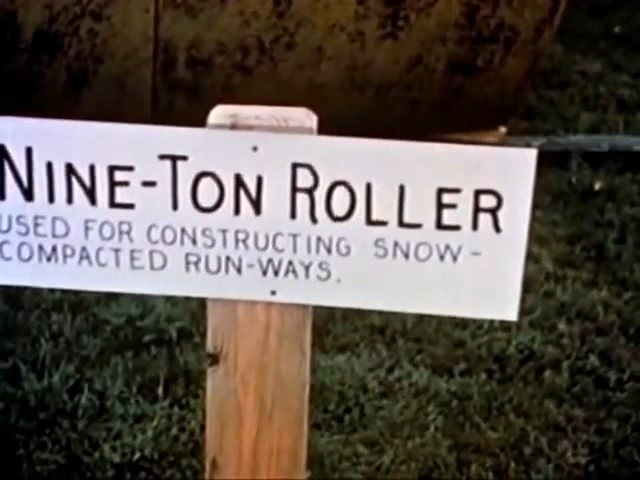 NINE-TON ROLLER
USED FOR CONSTRUCTING SNOW-
COMPACTED RUN-WAYS.